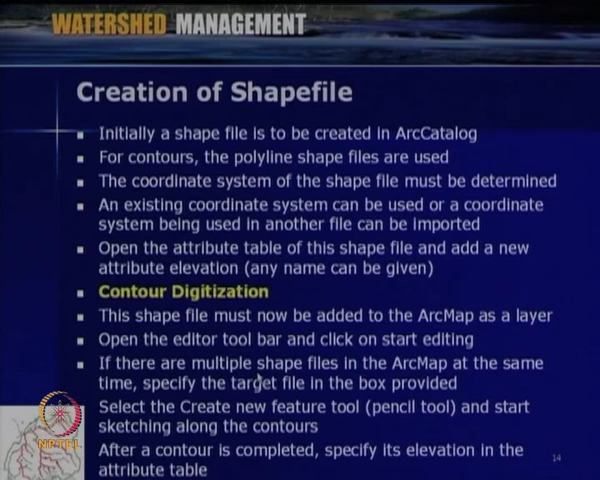 WATERSHED MANAGEMENT
Creation of Shapefile
Initially a shape file is to be created in ArcCatalog
For contours, the polyline shape files are used
The coordinate system of the shape file must be determined
An existing coordinate system can be used or a coordinate
system being used in another file can be imported
Open the attribute table of this shape file and add a new
attribute elevation (any name can be given)
Contour Digitization
This shape file must now be added to the ArcMap as a layer
Open the editor tool bar and click on start editing
If there are multiple shape files in the ArcMap at the same
time, specify the target file in the box provided
Select the Create new feature tool (pencil tool) and start
sketching along the contours
After a contour is completed, specify its elevation in the
attribute table
NPTEL
14